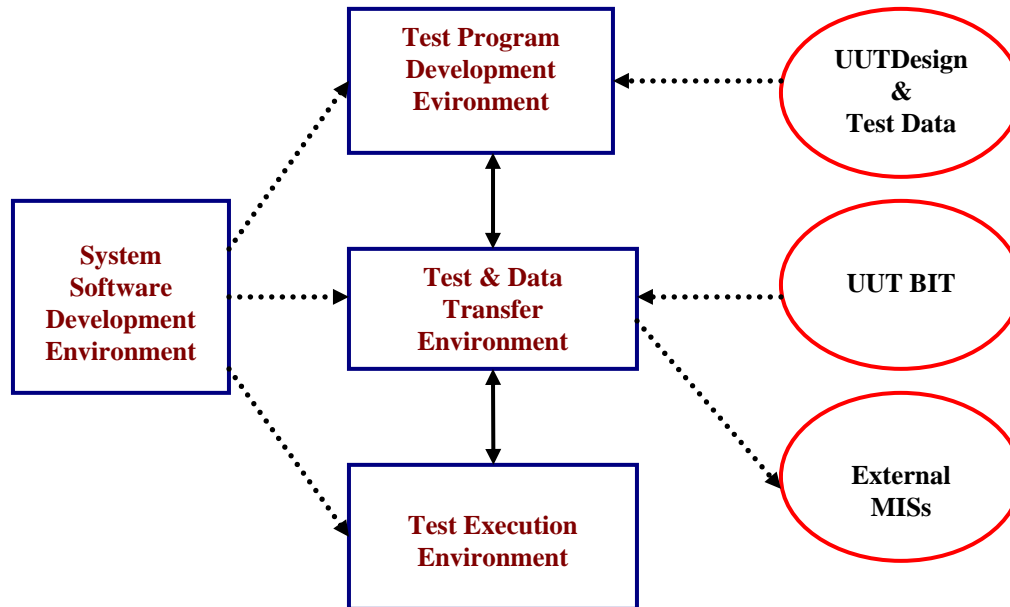 Test Program
Development
Evironment
UUTDesign
&
Test Data
System
Software
Development
Environment
Test & Data
Transfer
Environment
UUT BIT
External
MISs
Test Execution
Environment